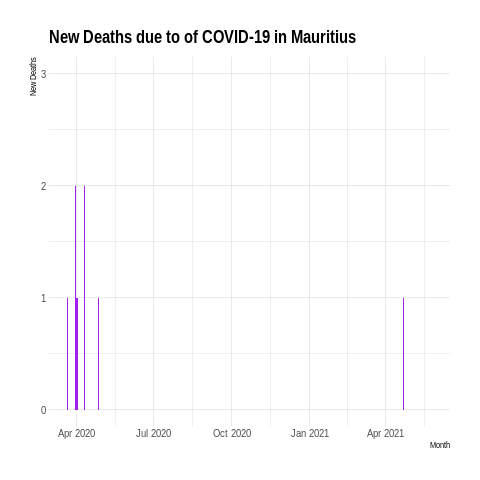 New Deaths due to of COVID-19 in Mauritius
New Deaths
3
2
1
0
Apr 2020 Jul 2020 Oct 2020 Jan 2021 Apr 2021
Month